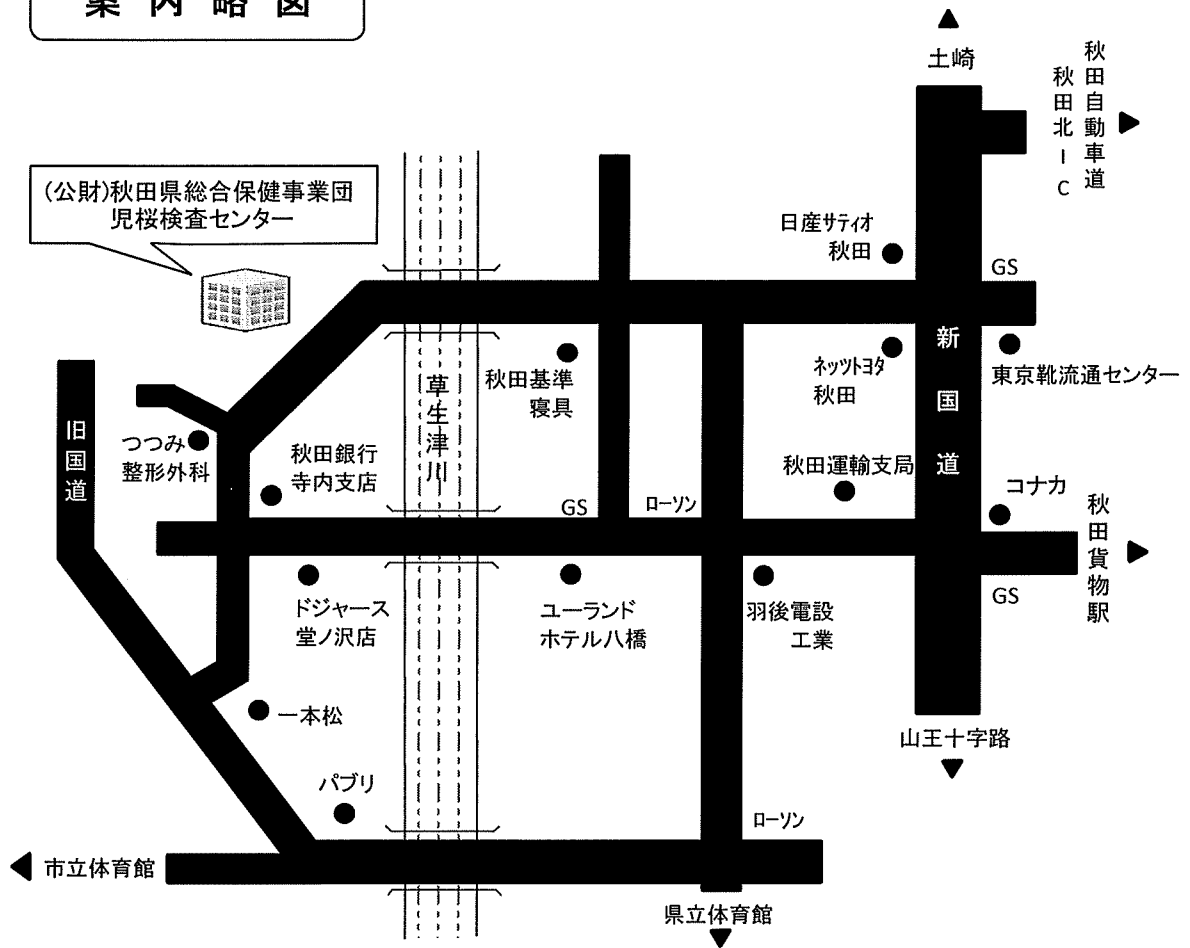 案内略図
土崎
秋田自動車道
秋田北IC
(公財)秋田県総合保健事業団
児桜検査センター
日産サティオ
秋田
GS
新国道
ネッツトヨタ
秋田
東京靴流通センター
秋田基準
寝具
草生津川
旧国道
つつみ
整形外科
秋田銀行
寺内支店
秋田運輸支局
コナカ
GS
ローソン
秋田貨物駅
GS
ドジャース
堂ノ沢店
ユーランド
ホテル八橋
羽後電設
工業
一本松
山王十字路
パブリ
ローソン
市立体育館
県立体育館